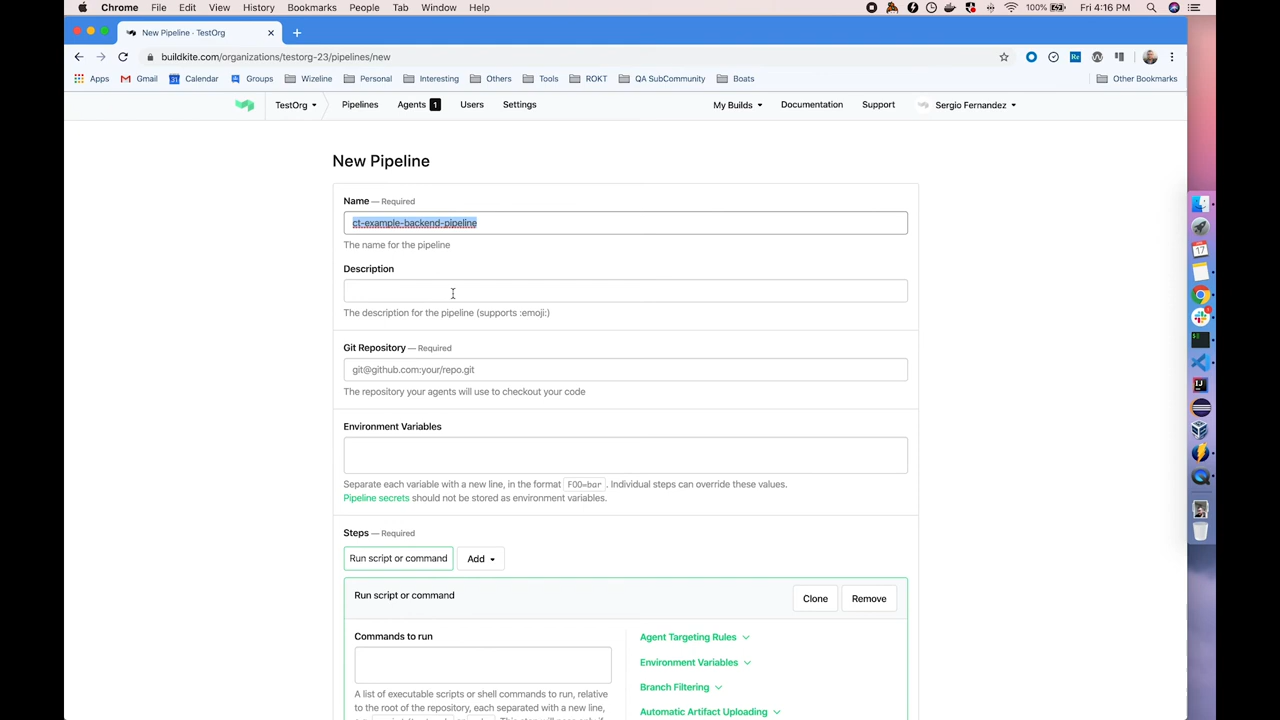 Chrome File Edit View History Bookmarks People Tab Window Help 100% Fri 4:16 PM
New Pipeline · TestOrg
buildkite.com/organizations/testorg-23/pipelines/new
Apps Gmail Calendar Groups Wizeline Personal Interesting Others Tools ROKT QA SubCommunity Boats Other Bookmarks
TestOrg Pipelines Agents 1 Users Settings My Builds Documentation Support Sergio Fernandez
New Pipeline
Name — Required
ct-example-backend-pipeline
The name for the pipeline
Description
The description for the pipeline (supports :emoji:)
Git Repository — Required
git@github.com:your/repo.git
The repository your agents will use to checkout your code
Environment Variables
Separate each variable with a new line, in the format FOO=bar. Individual steps can override these values.
Pipeline secrets should not be stored as environment variables.
Steps — Required
Run script or command Add
Run script or command Clone Remove
Commands to run
Agent Targeting Rules
Environment Variables
Branch Filtering
Automatic Artifact Uploading
A list of executable scripts or shell commands to run, relative
to the root of the repository, each separated with a new line,